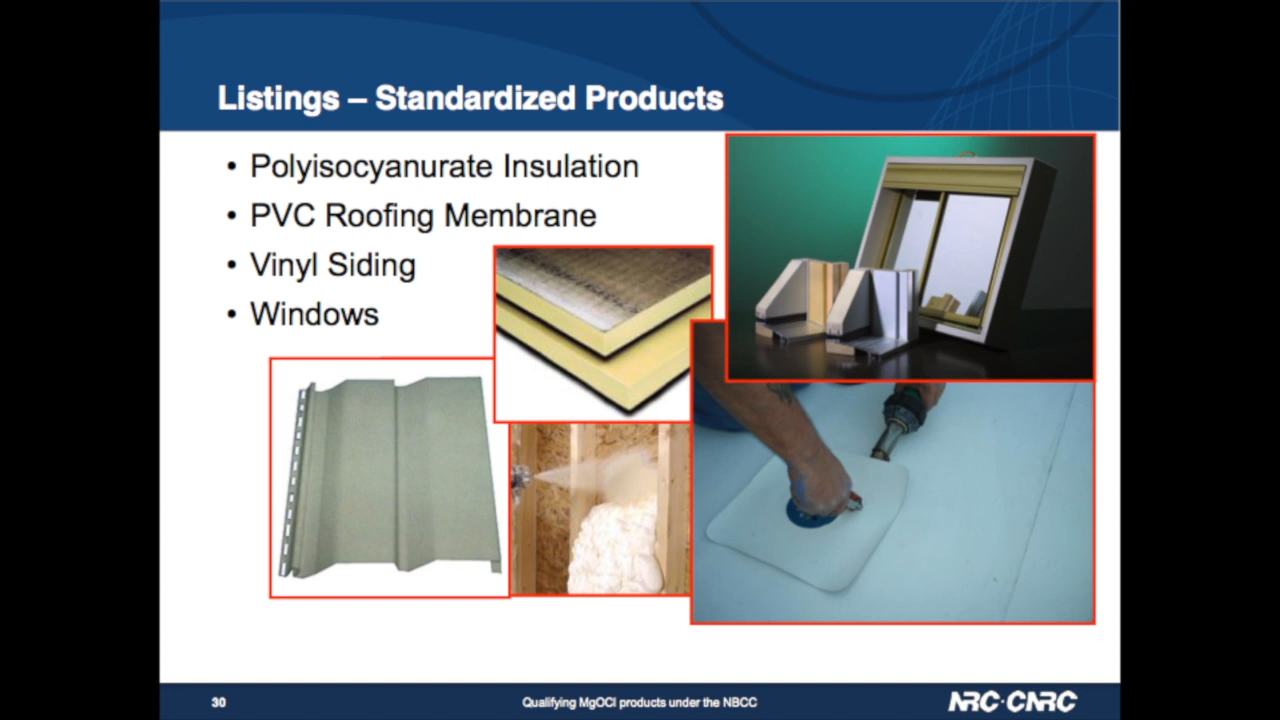 Listings – Standardized Products
• Polyisocyanurate Insulation
• PVC Roofing Membrane
• Vinyl Siding
• Windows
30
Qualifying MgOCl products under the NBCC
NRC·CNRC